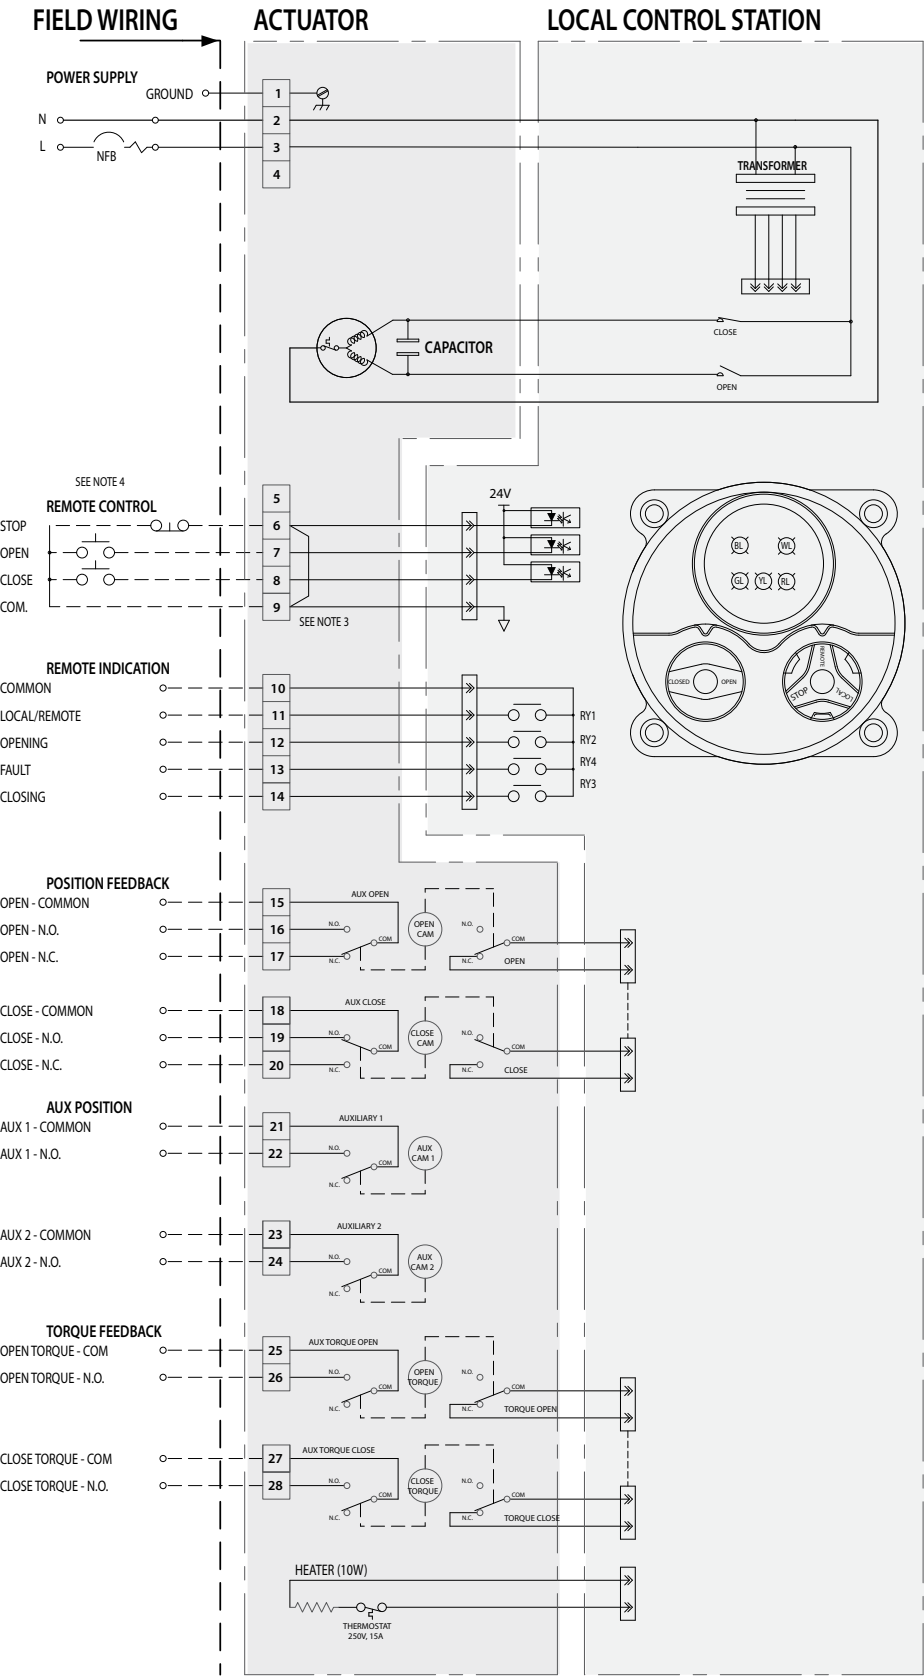 FIELD WIRING
ACTUATOR
LOCAL CONTROL STATION
POWER SUPPLY
GROUND
1
N
2
L
NFB
3
4
TRANSFORMER
CLOSE
CAPACITOR
OPEN
SEE NOTE 4
REMOTE CONTROL
5
24V
STOP
6
OPEN
7
CLOSE
8
COM.
9
SEE NOTE 3
BL
WL
GL
YL
RL
CLOSED
OPEN
REMOTE
STOP
LOCAL
REMOTE INDICATION
COMMON
10
LOCAL/REMOTE
11
RY1
OPENING
12
RY2
FAULT
13
RY4
CLOSING
14
RY3
POSITION FEEDBACK
OPEN - COMMON
15
AUX OPEN
OPEN - N.O.
16
N.O.
OPEN
CAM
N.O.
COM
COM
OPEN - N.C.
17
N.C.
N.C.
OPEN
CLOSE - COMMON
18
AUX CLOSE
CLOSE - N.O.
19
N.O.
CLOSE
CAM
N.O.
COM
COM
CLOSE - N.C.
20
N.C.
N.C.
CLOSE
AUX POSITION
AUX 1 - COMMON
21
AUXILIARY 1
AUX 1 - N.O.
22
N.O.
AUX
CAM 1
COM
N.C.
AUX 2 - COMMON
23
AUXILIARY 2
AUX 2 - N.O.
24
N.O.
AUX
CAM 2
COM
N.C.
TORQUE FEEDBACK
OPEN TORQUE - COM
25
AUX TORQUE OPEN
OPEN TORQUE - N.O.
26
N.O.
OPEN
TORQUE
N.O.
COM
COM
N.C.
N.C.
TORQUE OPEN
CLOSE TORQUE - COM
27
AUX TORQUE CLOSE
CLOSE TORQUE - N.O.
28
N.O.
CLOSE
TORQUE
N.O.
COM
COM
N.C.
N.C.
TORQUE CLOSE
HEATER (10W)
THERMOSTAT
250V, 15A